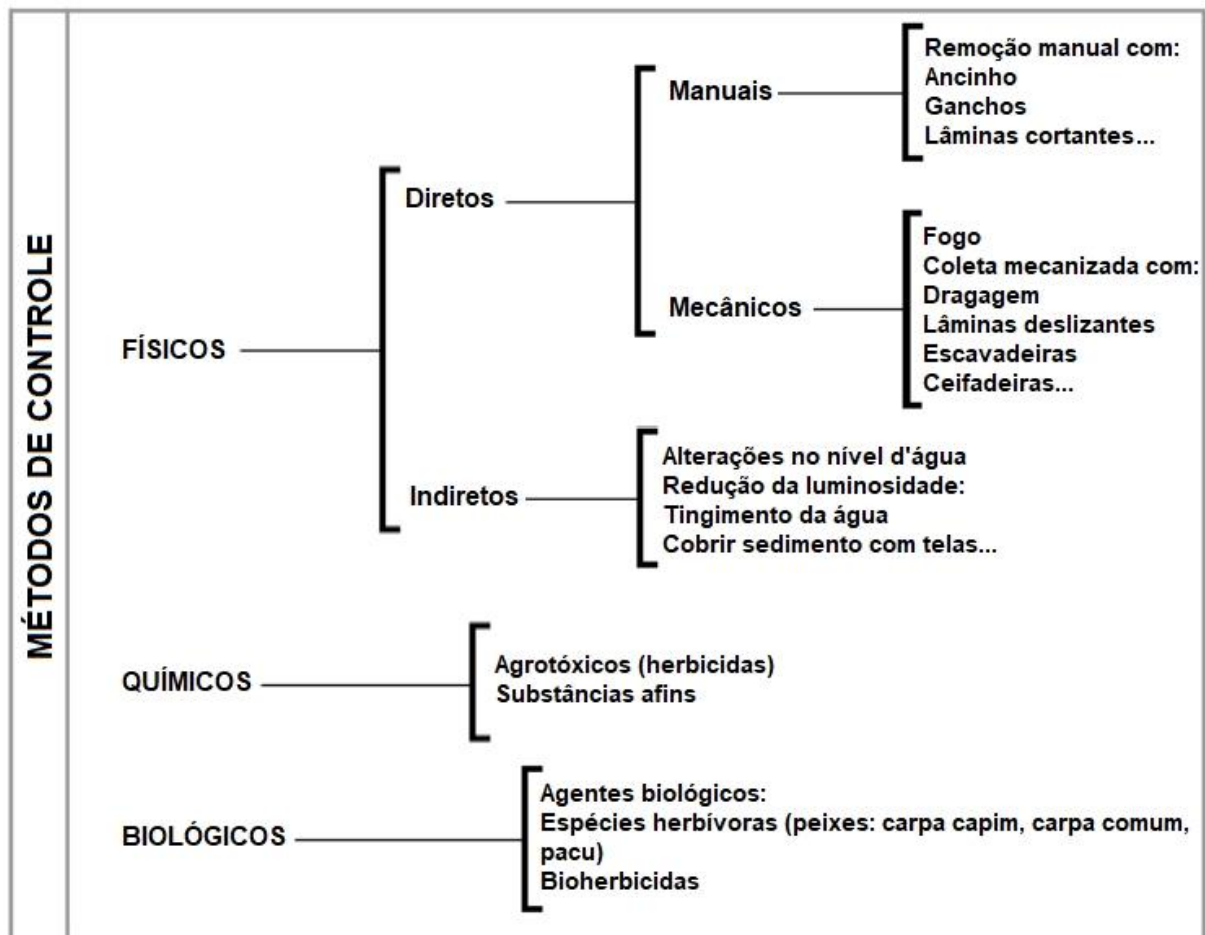 MÉTODOS DE CONTROLE
FÍSICOS
Diretos
Manuais
Remoção manual com:
Ancinho
Ganchos
Lâminas cortantes...
Mecânicos
Fogo
Coleta mecanizada com:
Dragagem
Lâminas deslizantes
Escavadeiras
Ceifadeiras...
Indiretos
Alterações no nível d'água
Redução da luminosidade:
Tingimento da água
Cobrir sedimento com telas...
QUÍMICOS
Agrotóxicos (herbicidas)
Substâncias afins
BIOLÓGICOS
Agentes biológicos:
Espécies herbívoras (peixes: carpa capim, carpa comum,
pacu)
Bioherbicidas